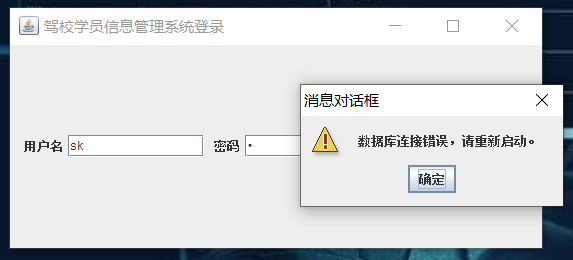 驾校学员信息管理系统登录
消息对话框
数据库连接错误，请重新启动。
用户名 sk 密码 •
确定